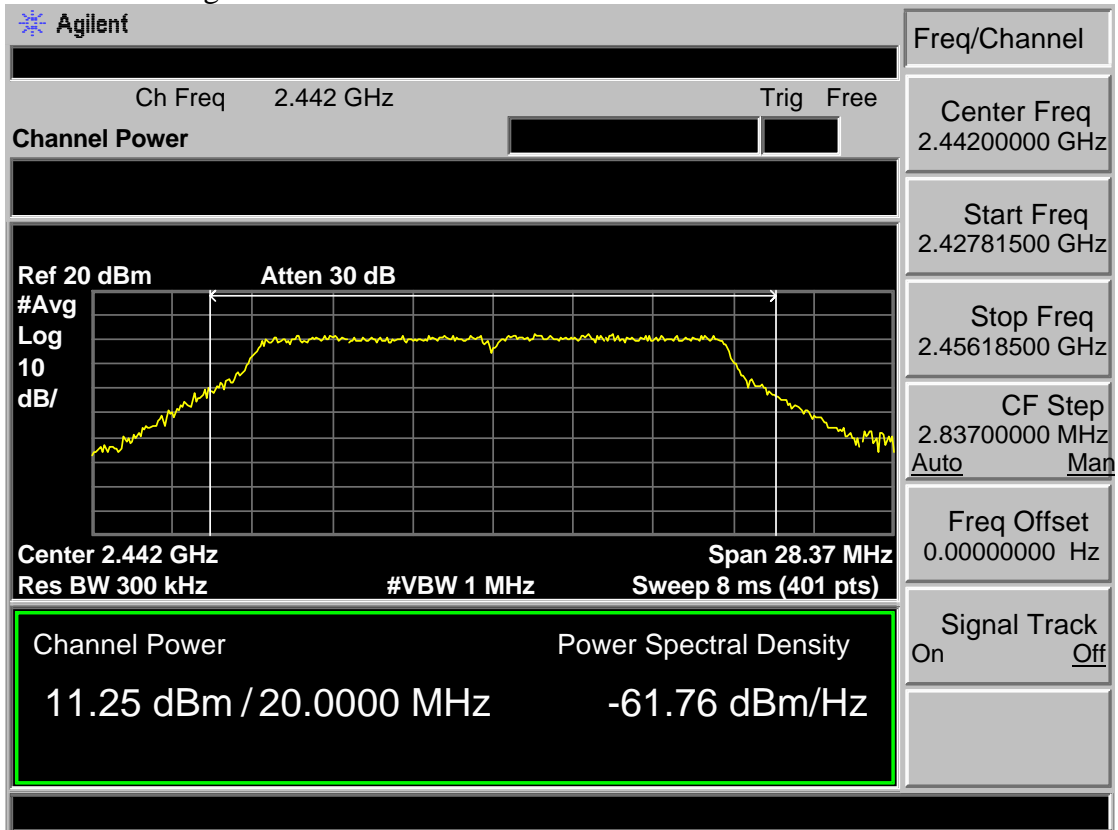 Agilent
Freq/Channel
Ch Freq 2.442 GHz Trig Free
Channel Power
Center Freq
2.44200000 GHz
Start Freq
2.42781500 GHz
Stop Freq
2.45618500 GHz
CF Step
2.83700000 MHz
Auto Man
Freq Offset
0.00000000 Hz
Signal Track
On Off
Ref 20 dBm Atten 30 dB
#Avg
Log
10
dB/
Center 2.442 GHz Span 28.37 MHz
Res BW 300 kHz #VBW 1 MHz Sweep 8 ms (401 pts)
Channel Power Power Spectral Density
11.25 dBm / 20.0000 MHz -61.76 dBm/Hz